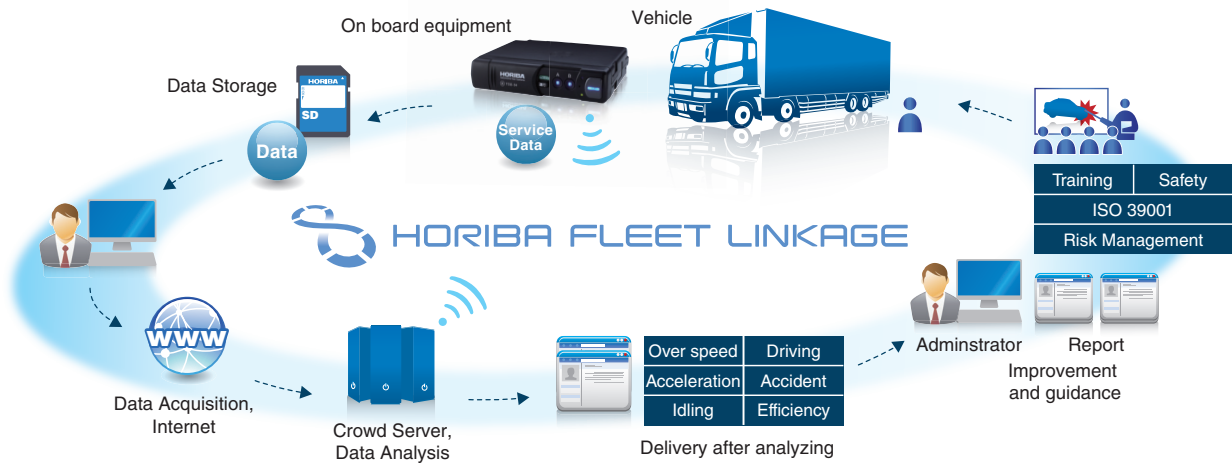 On board equipment
Vehicle
HORIBA
Data Storage
HORIBA
SD
Data
Service
Data
Training
Safety
ISO 39001
Risk Management
HORIBA FLEET LINKAGE
WWW
Data Acquisition,
Internet
Crowd Server,
Data Analysis
Over speed
Driving
Acceleration
Accident
Idling
Efficiency
Delivery after analyzing
Adminstrator
Report
Improvement
and guidance